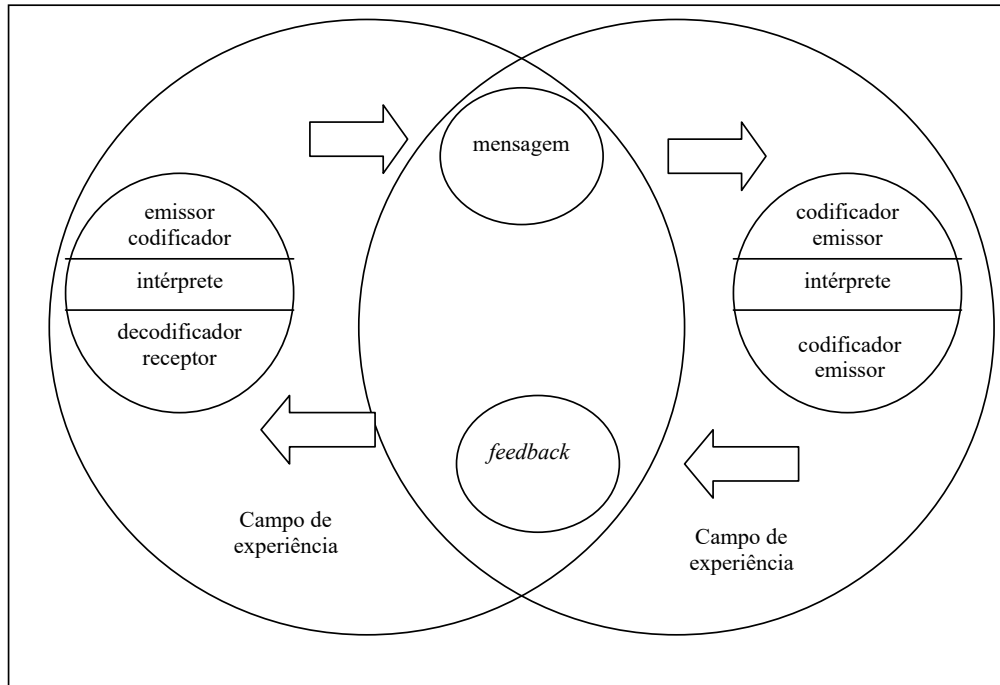 mensagem
emissor
codificador
intérprete
decodificador
receptor
codificador
emissor
intérprete
codificador
emissor
feedback
Campo de
experiência
Campo de
experiência